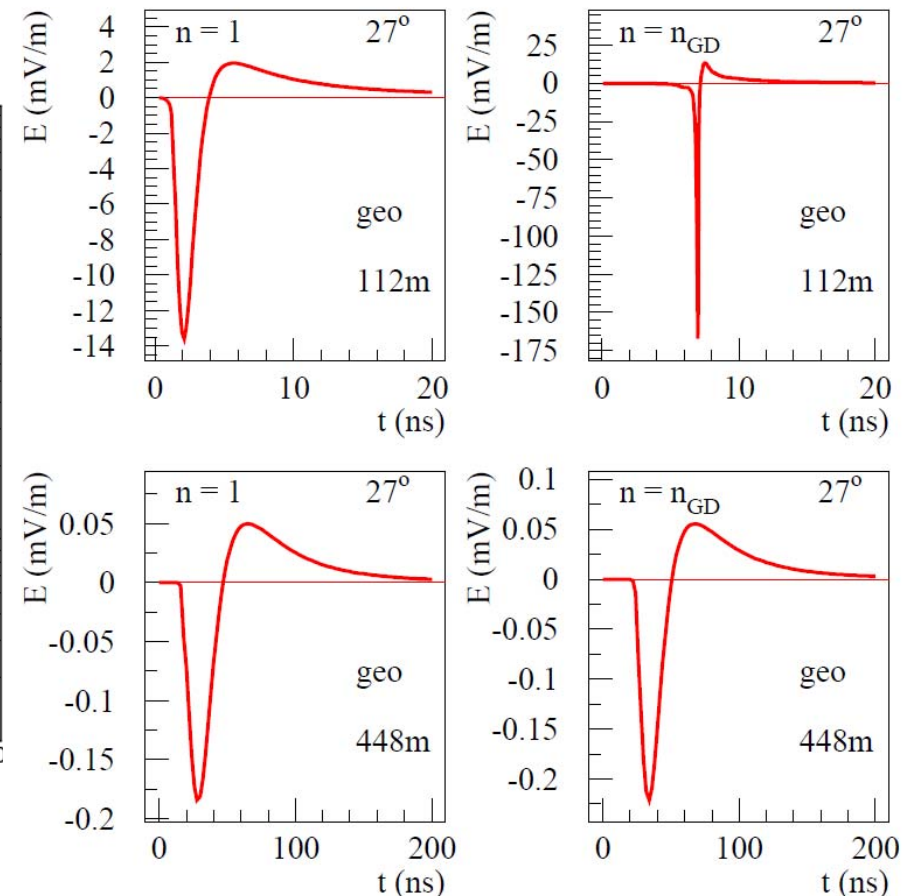 E (mV/m)
n = 1 27°
4
2
0
-2
-4
-6
-8
-10
-12
-14
geo
112m
0 10 20
t (ns)
E (mV/m)
n = nGD 27°
25
0
-25
-50
-75
-100
-125
-150
-175
geo
112m
0 10 20
t (ns)
E (mV/m)
n = 1 27°
0.05
0
-0.05
-0.1
-0.15
-0.2
geo
448m
0 100 200
t (ns)
E (mV/m)
n = nGD 27°
0.1
0.05
0
-0.05
-0.1
-0.15
-0.2
geo
448m
0 100 200
t (ns)